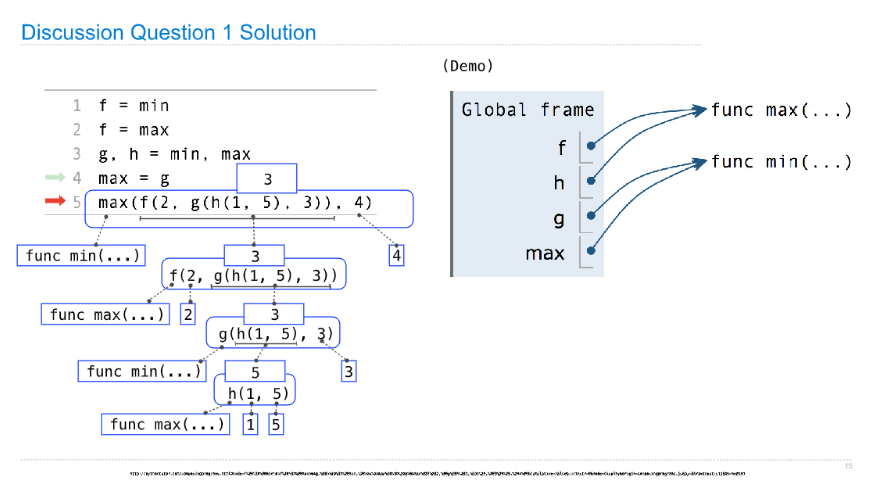 Discussion Question 1 Solution
(Demo)
1 f = min
2 f = max
3 g, h = min, max
4 max = g
3
5 max(f(2, g(h(1, 5), 3)), 4)
func min(...)
3
4
f(2, g(h(1, 5), 3))
func max(...)
2
3
g(h(1, 5), 3)
func min(...)
5
3
h(1, 5)
func max(...)
1
5
Global frame
f
h
g
max
func max(...)
func min(...)
15